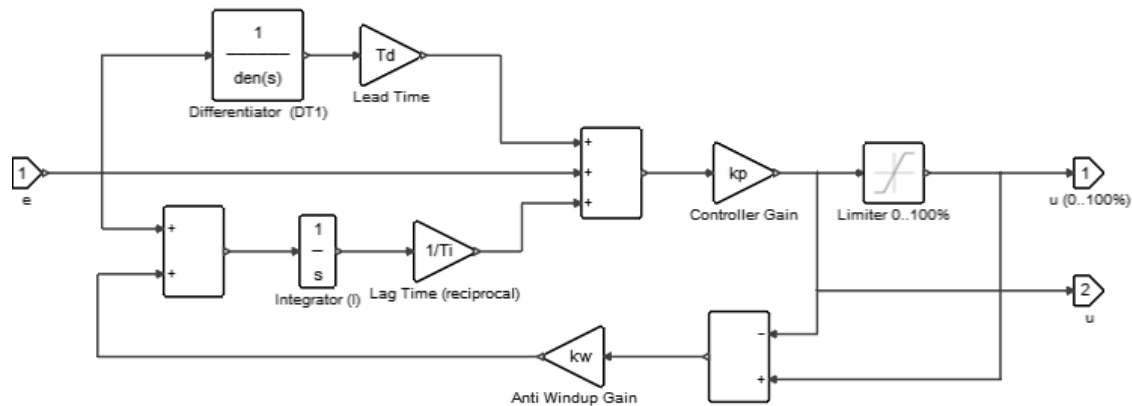 1
den(s)
Differentiator (DT1)
Td
Lead Time
1
e
+
+
1
s
Integrator (I)
1/Ti
Lag Time (reciprocal)
+
+
+
kp
Controller Gain
Limiter 0..100%
1
u (0..100%)
2
u
-
+
kw
Anti Windup Gain